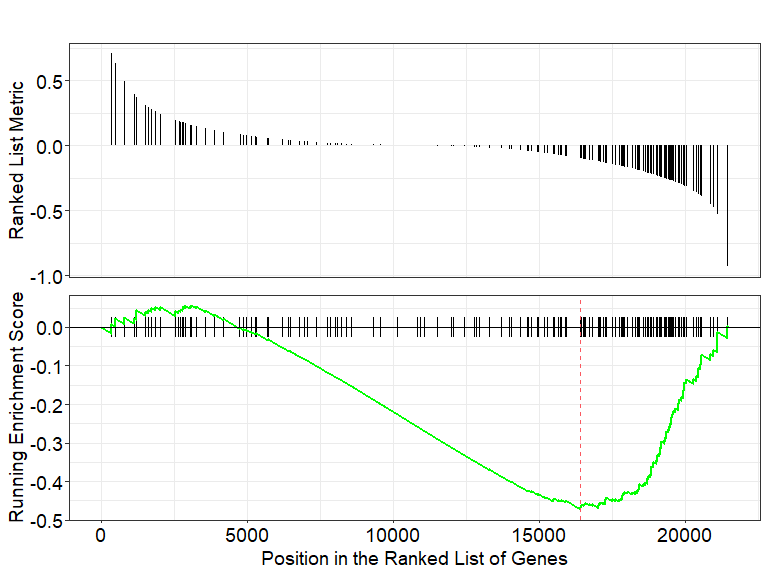 Ranked List Metric
0.5
0.0
-0.5
-1.0
Running Enrichment Score
0.0
-0.1
-0.2
-0.3
-0.4
-0.5
0 5000 10000 15000 20000
Position in the Ranked List of Genes